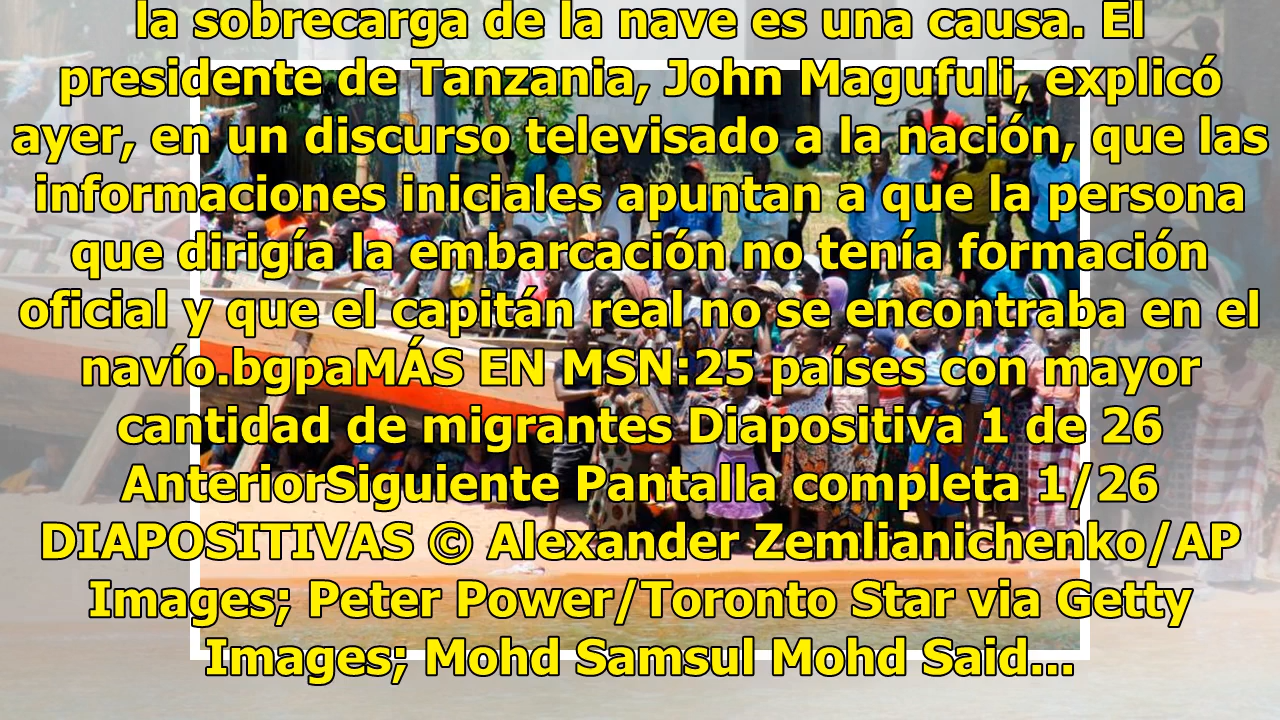 la sobrecarga de la nave es una causa. El
presidente de Tanzania, John Magufuli, explicó
ayer, en un discurso televisado a la nación, que las
informaciones iniciales apuntan a que la persona
que dirigía la embarcación no tenía formación
oficial y que el capitán real no se encontraba en el
navío.bgpaMÁS EN MSN:25 países con mayor
cantidad de migrantes Diapositiva 1 de 26
AnteriorSiguiente Pantalla completa 1/26
DIAPOSITIVAS © Alexander Zemlianichenko/AP
Images; Peter Power/Toronto Star via Getty
Images; Mohd Samsul Mohd Said...